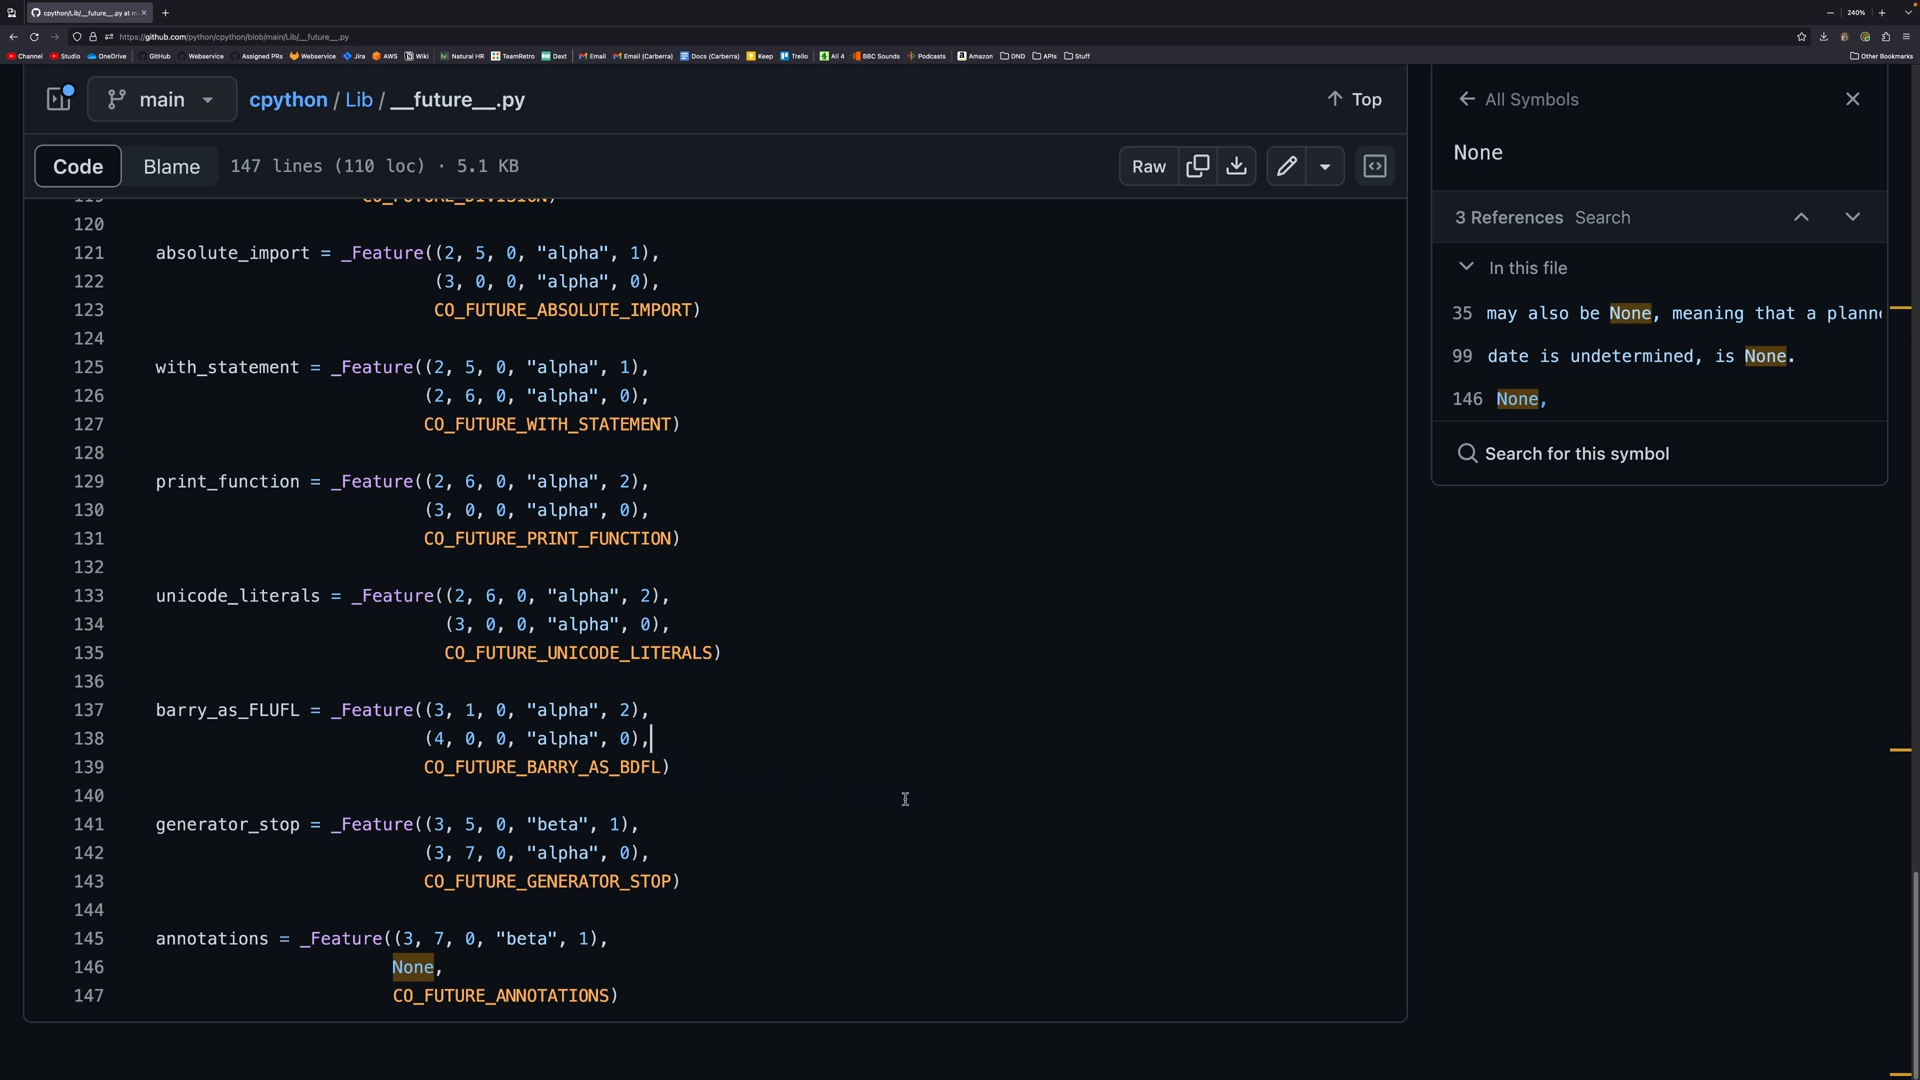 cpython/Lib/__future__.py at m
240%
https://github.com/python/cpython/blob/main/Lib/__future__.py
Channel Studio OneDrive GitHub Webservice Assigned PRs Webservice Jira AWS Wiki Natural HR TeamRetro Dext Email Email (Carberra) Docs (Carberra) Keep Trello All 4 BBC Sounds Podcasts Amazon DND APIs Stuff Other Bookmarks
main cpython / Lib / __future__.py Top
Code Blame 147 lines (110 loc) · 5.1 KB Raw
119 CO_FUTURE_DIVISION)
120
121 absolute_import = _Feature((2, 5, 0, "alpha", 1),
122 (3, 0, 0, "alpha", 0),
123 CO_FUTURE_ABSOLUTE_IMPORT)
124
125 with_statement = _Feature((2, 5, 0, "alpha", 1),
126 (2, 6, 0, "alpha", 0),
127 CO_FUTURE_WITH_STATEMENT)
128
129 print_function = _Feature((2, 6, 0, "alpha", 2),
130 (3, 0, 0, "alpha", 0),
131 CO_FUTURE_PRINT_FUNCTION)
132
133 unicode_literals = _Feature((2, 6, 0, "alpha", 2),
134 (3, 0, 0, "alpha", 0),
135 CO_FUTURE_UNICODE_LITERALS)
136
137 barry_as_FLUFL = _Feature((3, 1, 0, "alpha", 2),
138 (4, 0, 0, "alpha", 0),
139 CO_FUTURE_BARRY_AS_BDFL)
140
141 generator_stop = _Feature((3, 5, 0, "beta", 1),
142 (3, 7, 0, "alpha", 0),
143 CO_FUTURE_GENERATOR_STOP)
144
145 annotations = _Feature((3, 7, 0, "beta", 1),
146 None,
147 CO_FUTURE_ANNOTATIONS)
All Symbols
None
3 References Search
In this file
35 may also be None, meaning that a plann
99 date is undetermined, is None.
146 None,
Search for this symbol